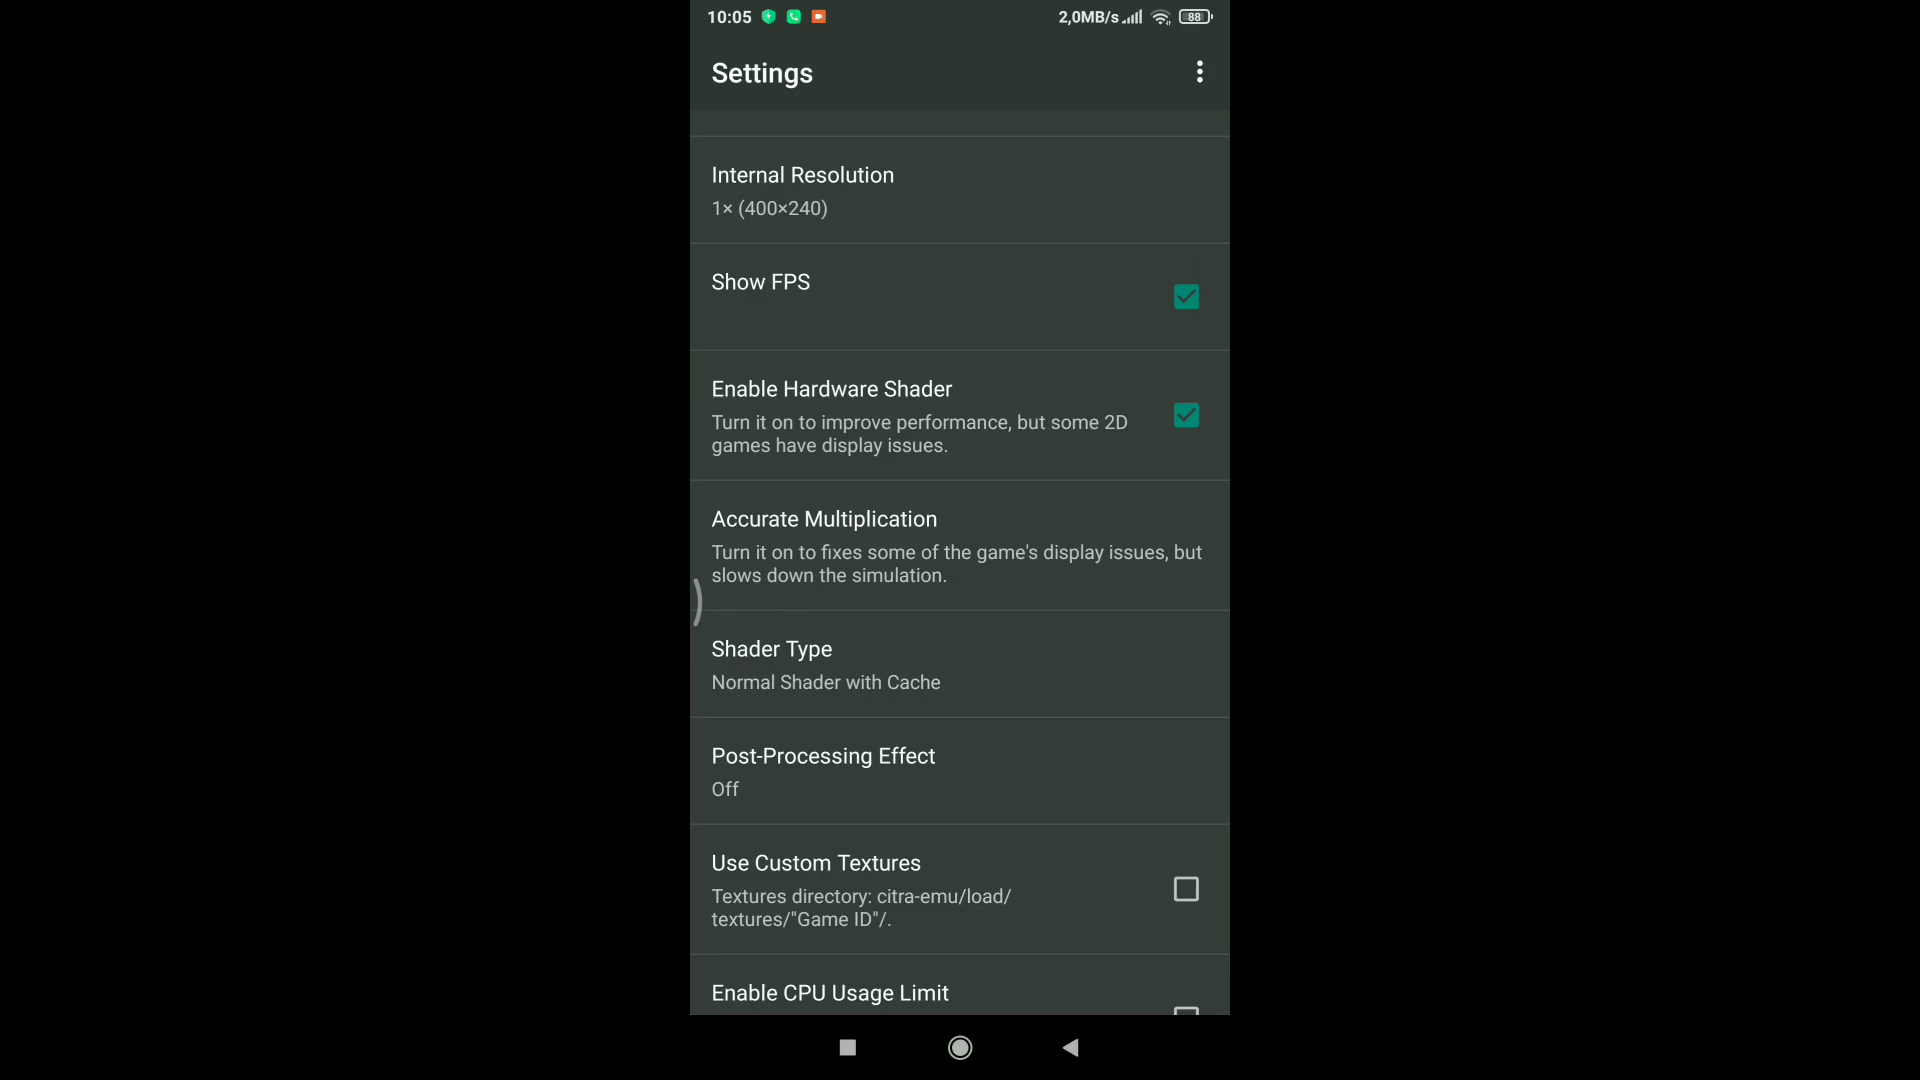 10:05 2,0MB/s 88
Settings
Internal Resolution
1× (400×240)
Show FPS
Enable Hardware Shader
Turn it on to improve performance, but some 2D
games have display issues.
Accurate Multiplication
Turn it on to fixes some of the game's display issues, but
slows down the simulation.
Shader Type
Normal Shader with Cache
Post-Processing Effect
Off
Use Custom Textures
Textures directory: citra-emu/load/
textures/"Game ID"/.
Enable CPU Usage Limit